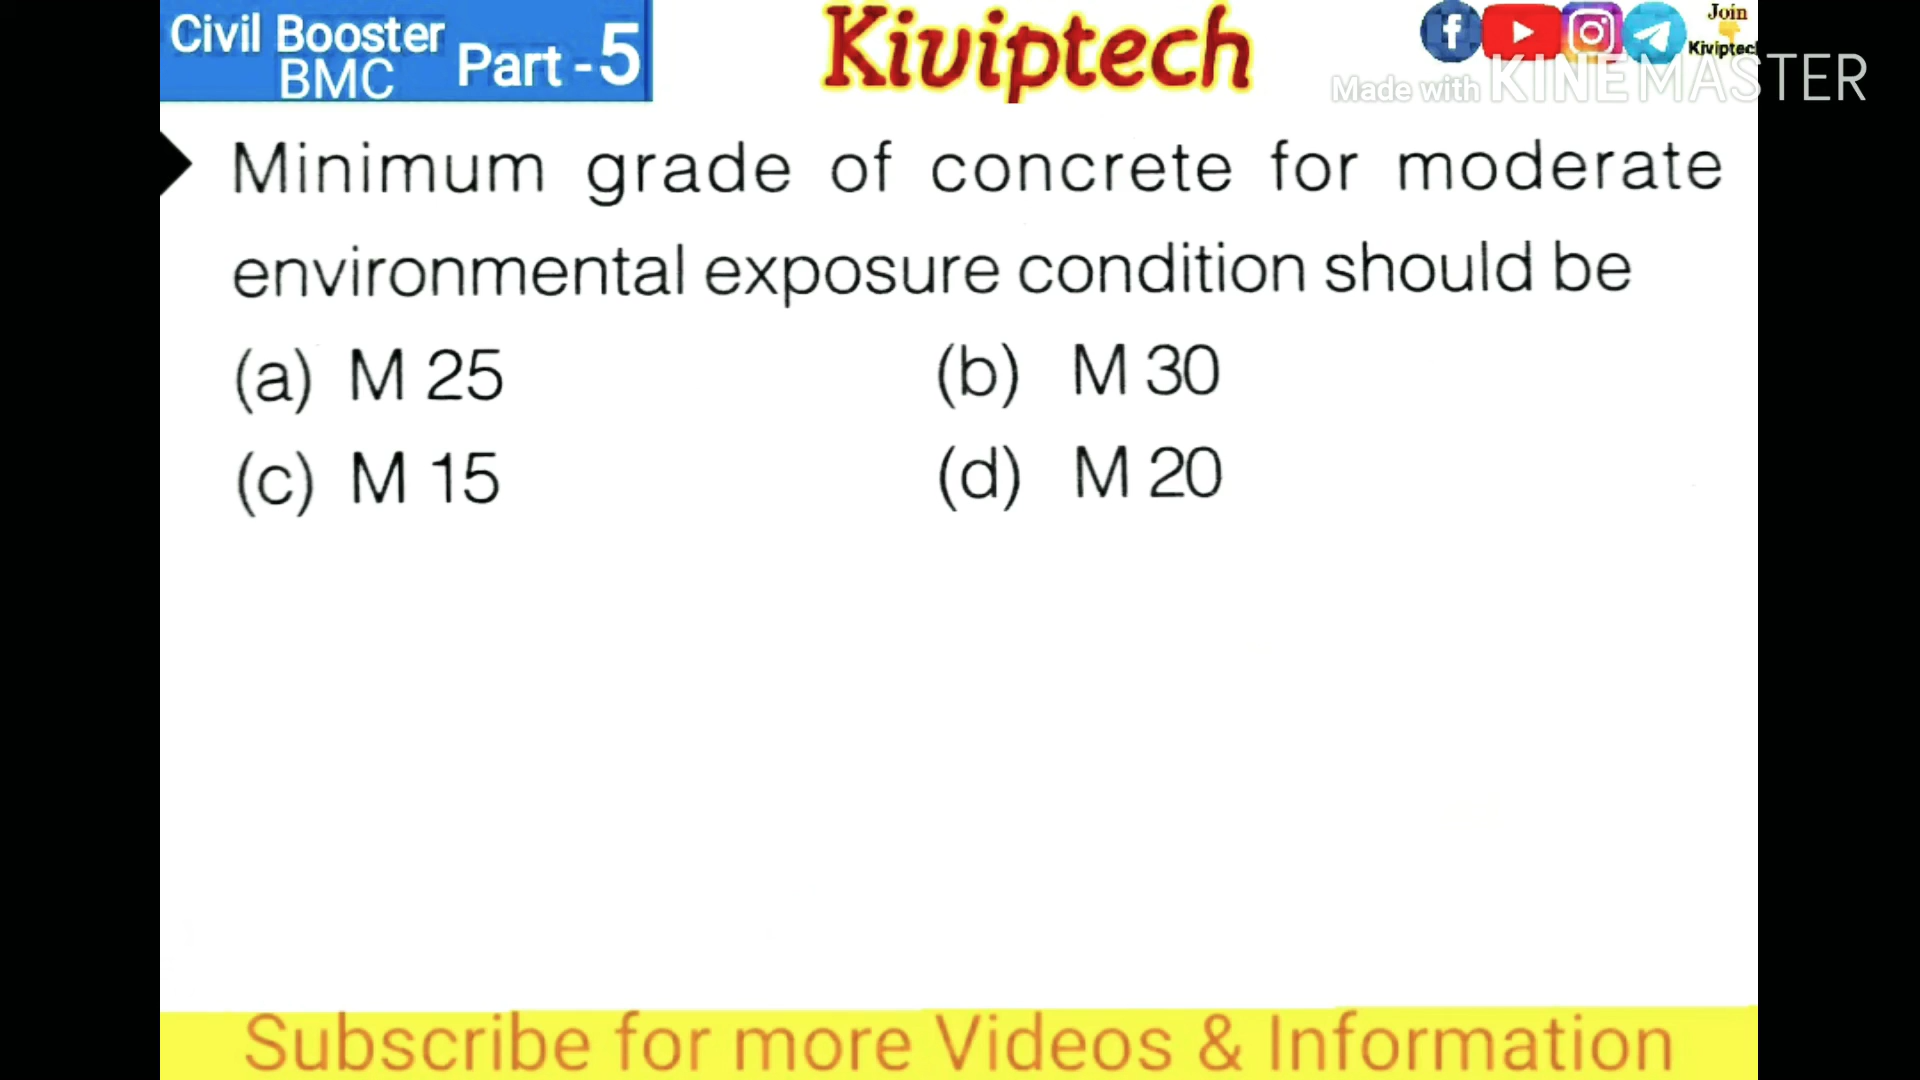 Civil Booster
BMC
Part -5
Kiviptech
Join
Kiviptec
Made with KINEMASTER
Minimum grade of concrete for moderate
environmental exposure condition should be
(a) M 25
(b) M 30
(c) M 15
(d) M 20
Subscribe for more Videos & Information